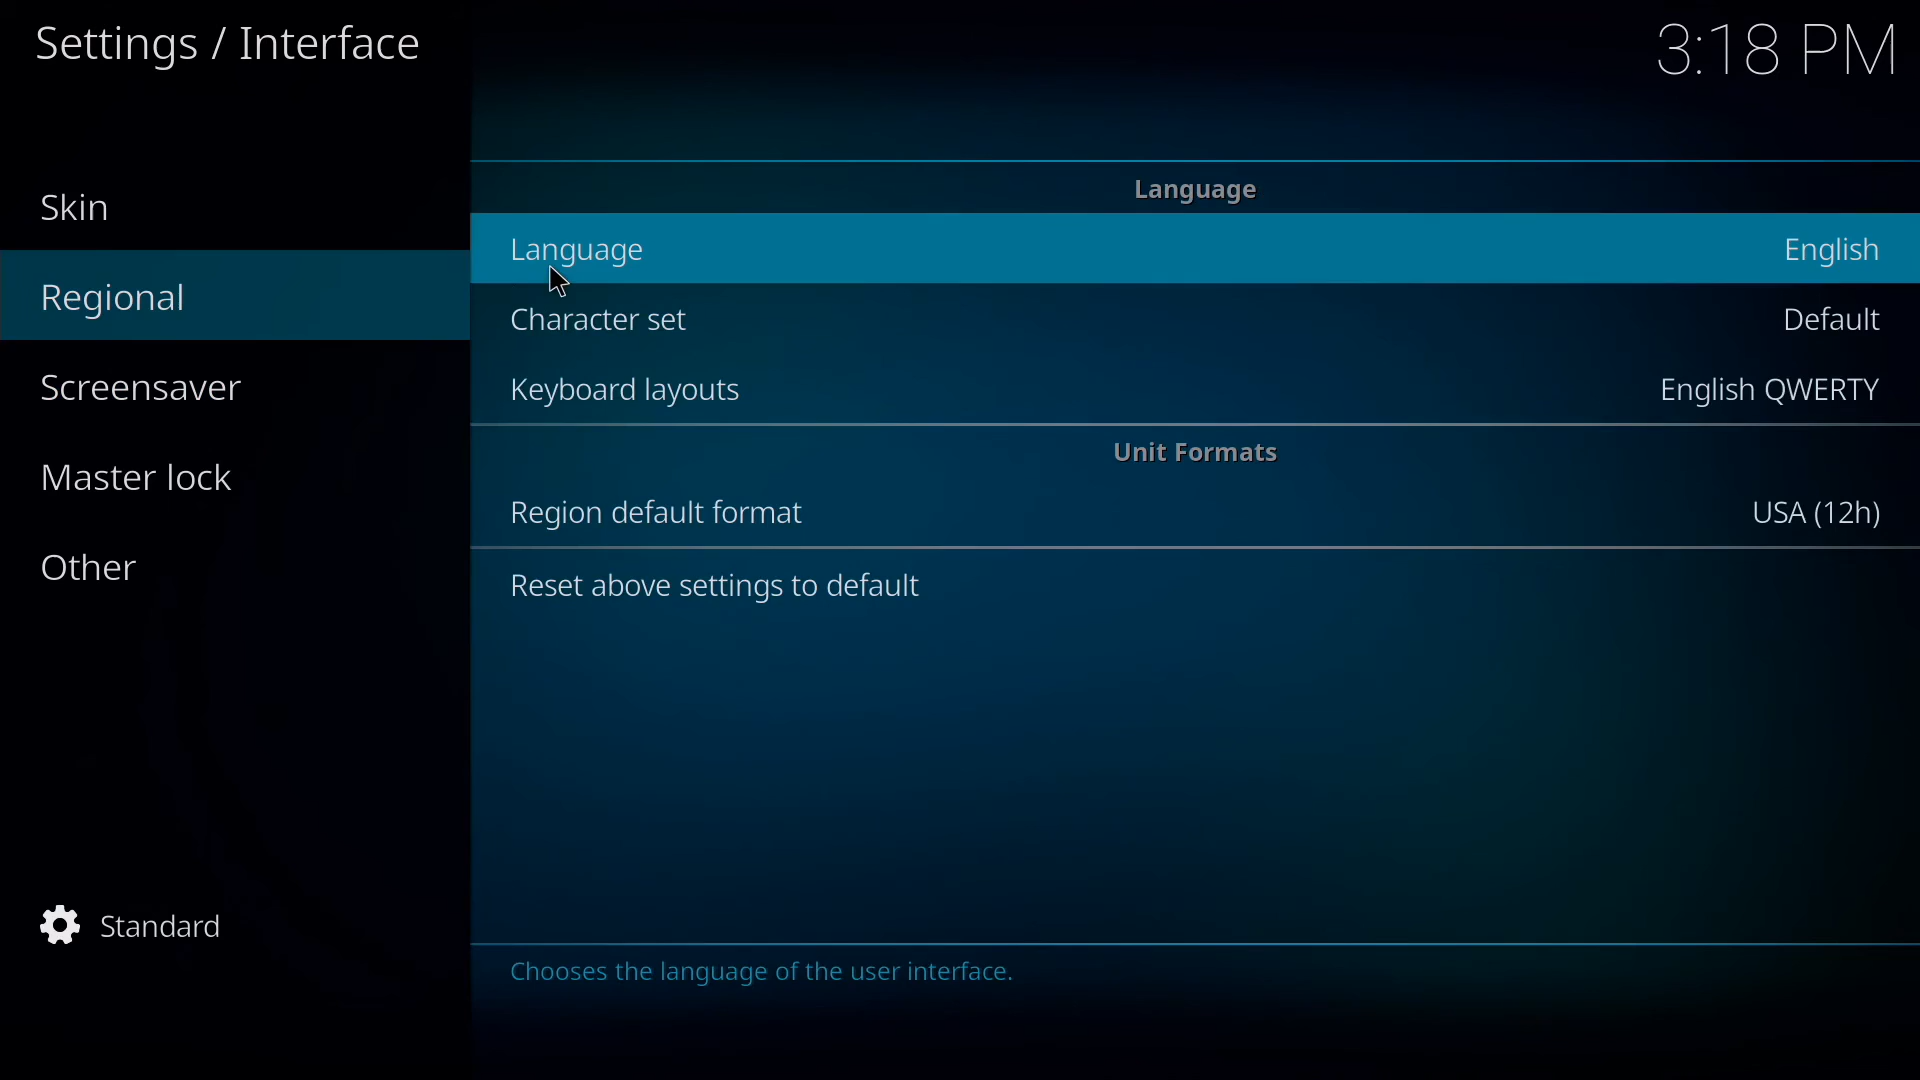 Settings / Interface
3:18 PM
Skin
Regional
Screensaver
Master lock
Other
Standard
Language
Language English
Character set Default
Keyboard layouts English QWERTY
Unit Formats
Region default format USA (12h)
Reset above settings to default
Chooses the language of the user interface.